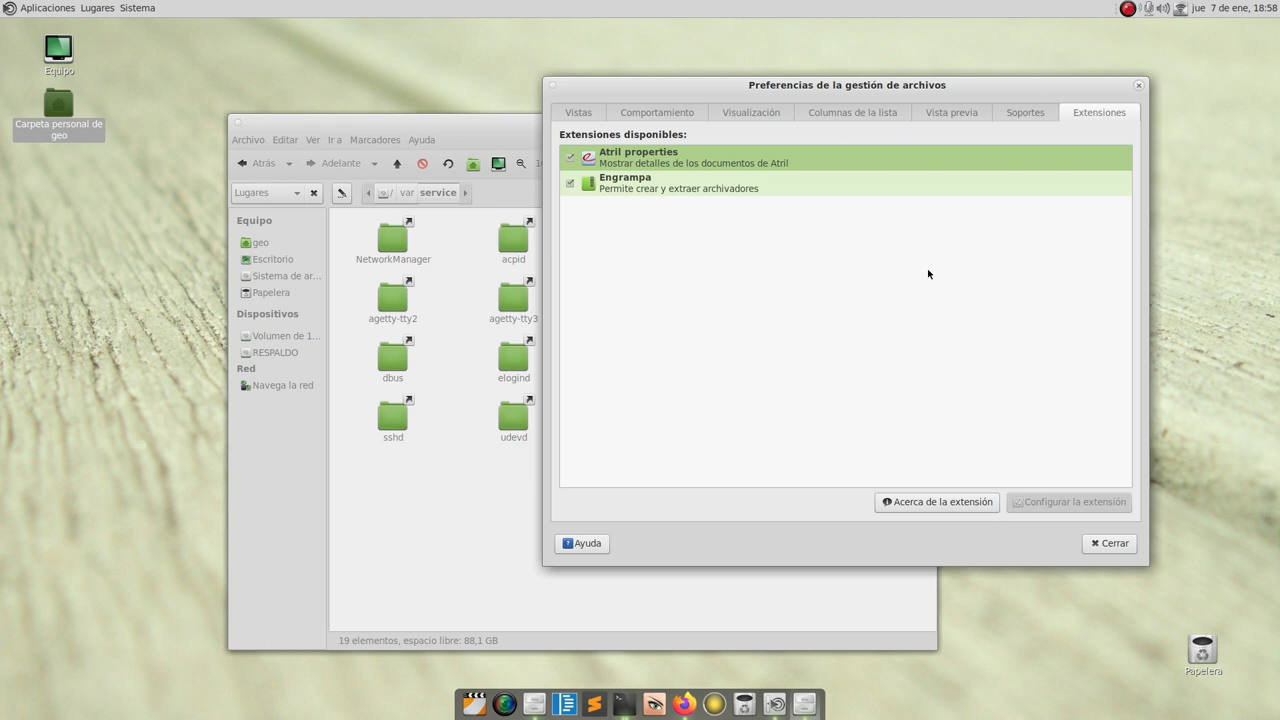 Aplicaciones Lugares Sistema
jue 7 de ene, 18:58
Equipo
Carpeta personal de
geo
Archivo Editar Ver Ir a Marcadores Ayuda
Atrás Adelante
Lugares
/ var service
Equipo
geo
Escritorio
Sistema de ar...
Papelera
Dispositivos
Volumen de 1...
RESPALDO
Red
Navega la red
NetworkManager acpid
agetty-tty2 agetty-tty3
dbus elogind
sshd udevd
19 elementos, espacio libre: 88,1 GB
Preferencias de la gestión de archivos
Vistas Comportamiento Visualización Columnas de la lista Vista previa Soportes Extensiones
Extensiones disponibles:
Atril properties
Mostrar detalles de los documentos de Atril
Engrampa
Permite crear y extraer archivadores
Acerca de la extensión Configurar la extensión
Ayuda Cerrar
Papelera